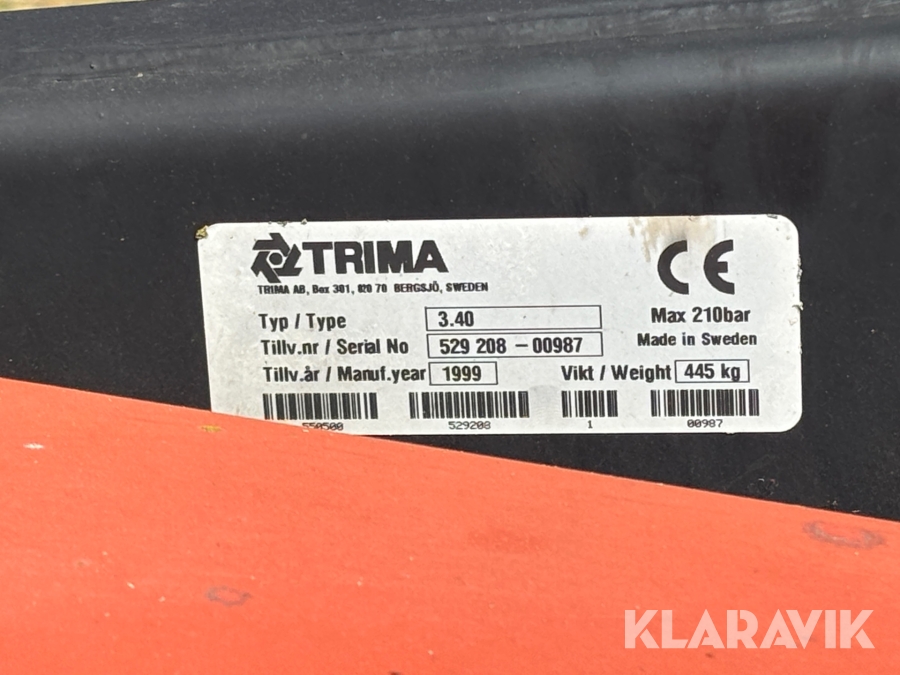 TRIMA
TRIMA AB, Box 301, 820 70 BERGSJÖ, SWEDEN
CE
Typ / Type 3.40
Max 210bar
Tillv.nr / Serial No 529 208 - 00987
Made in Sweden
Tillv.år / Manuf.year 1999 Vikt / Weight 445 kg
550500 529208 1 00987
KLARAVIK